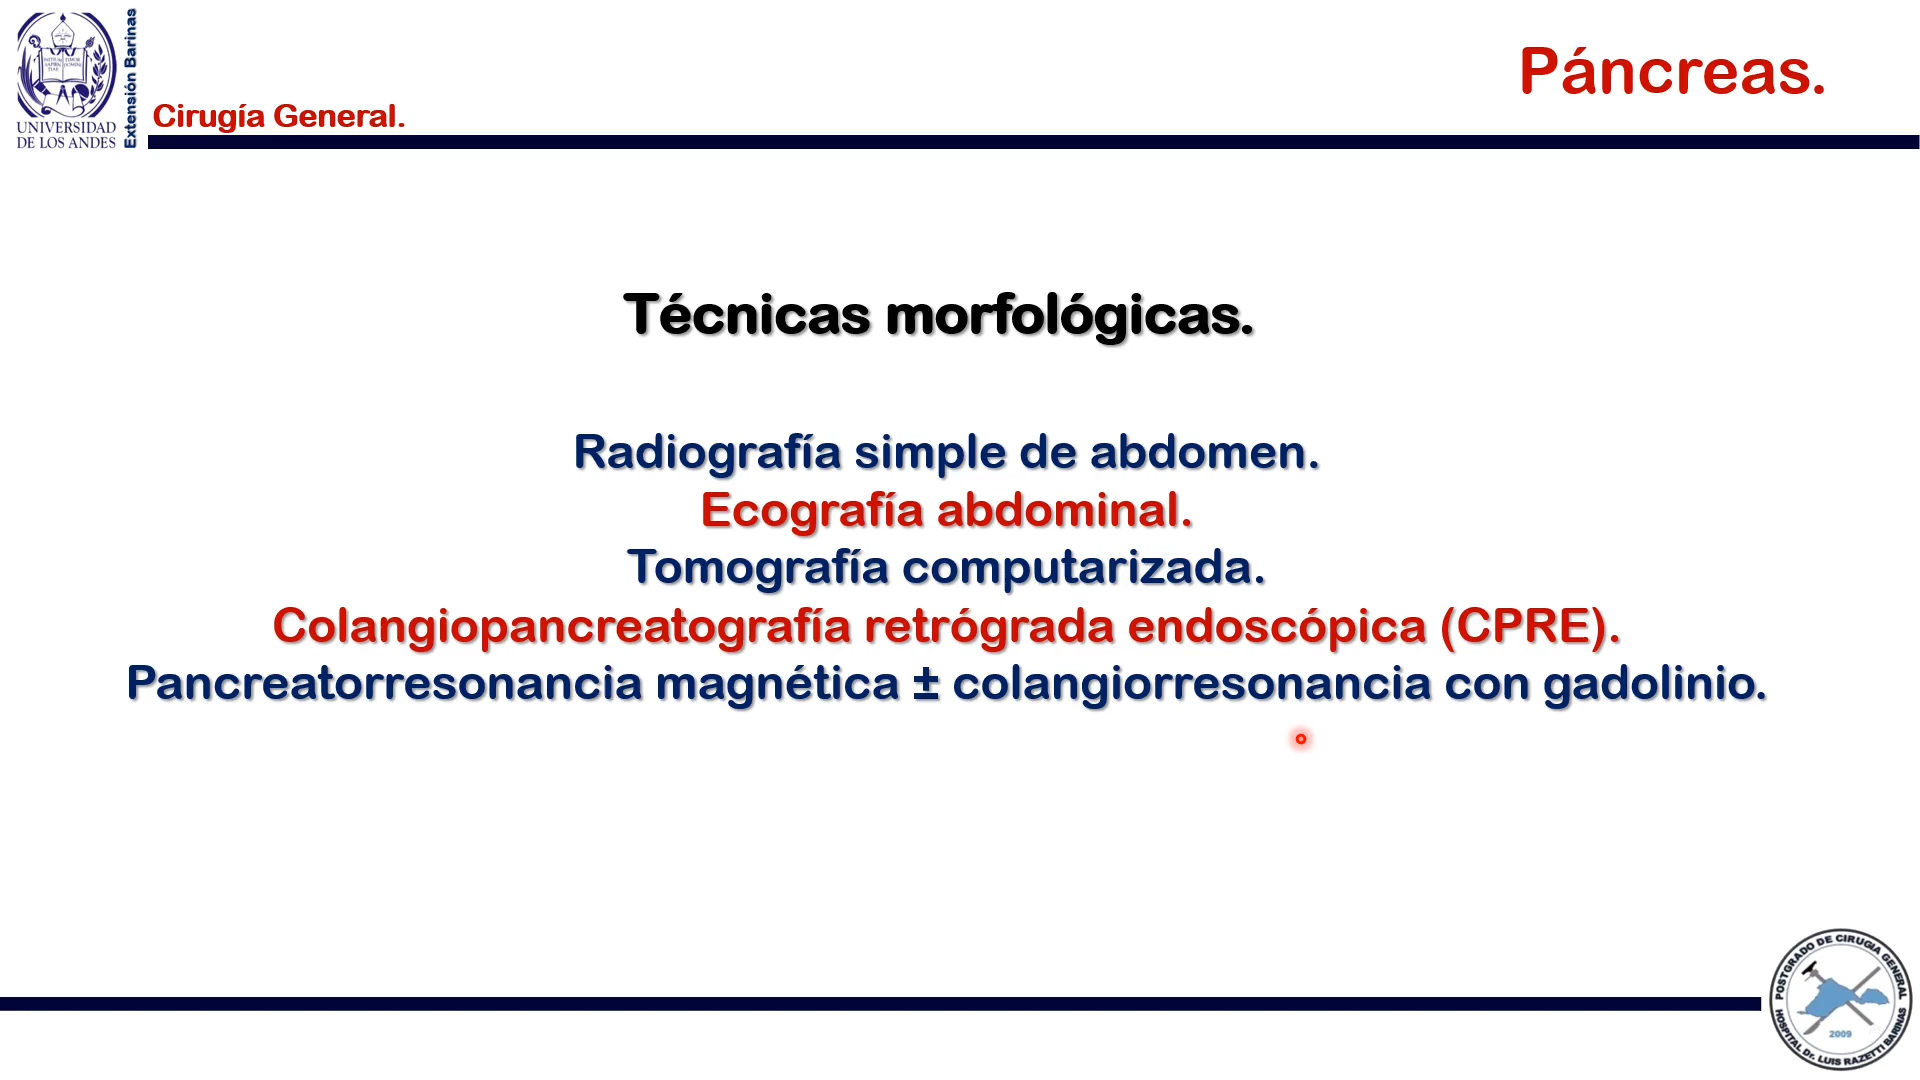 Extensión Barinas
UNIVERSIDAD
DE LOS ANDES
Cirugía General.
Páncreas.
Técnicas morfológicas.
Radiografía simple de abdomen.
Ecografía abdominal.
Tomografía computarizada.
Colangiopancreatografía retrógrada endoscópica (CPRE).
Pancreatorresonancia magnética ± colangiorresonancia con gadolinio.
POSTGRADO DE CIRUGIA GENERAL
HOSPITAL Dr. LUIS RAZETTI BARINAS
2009